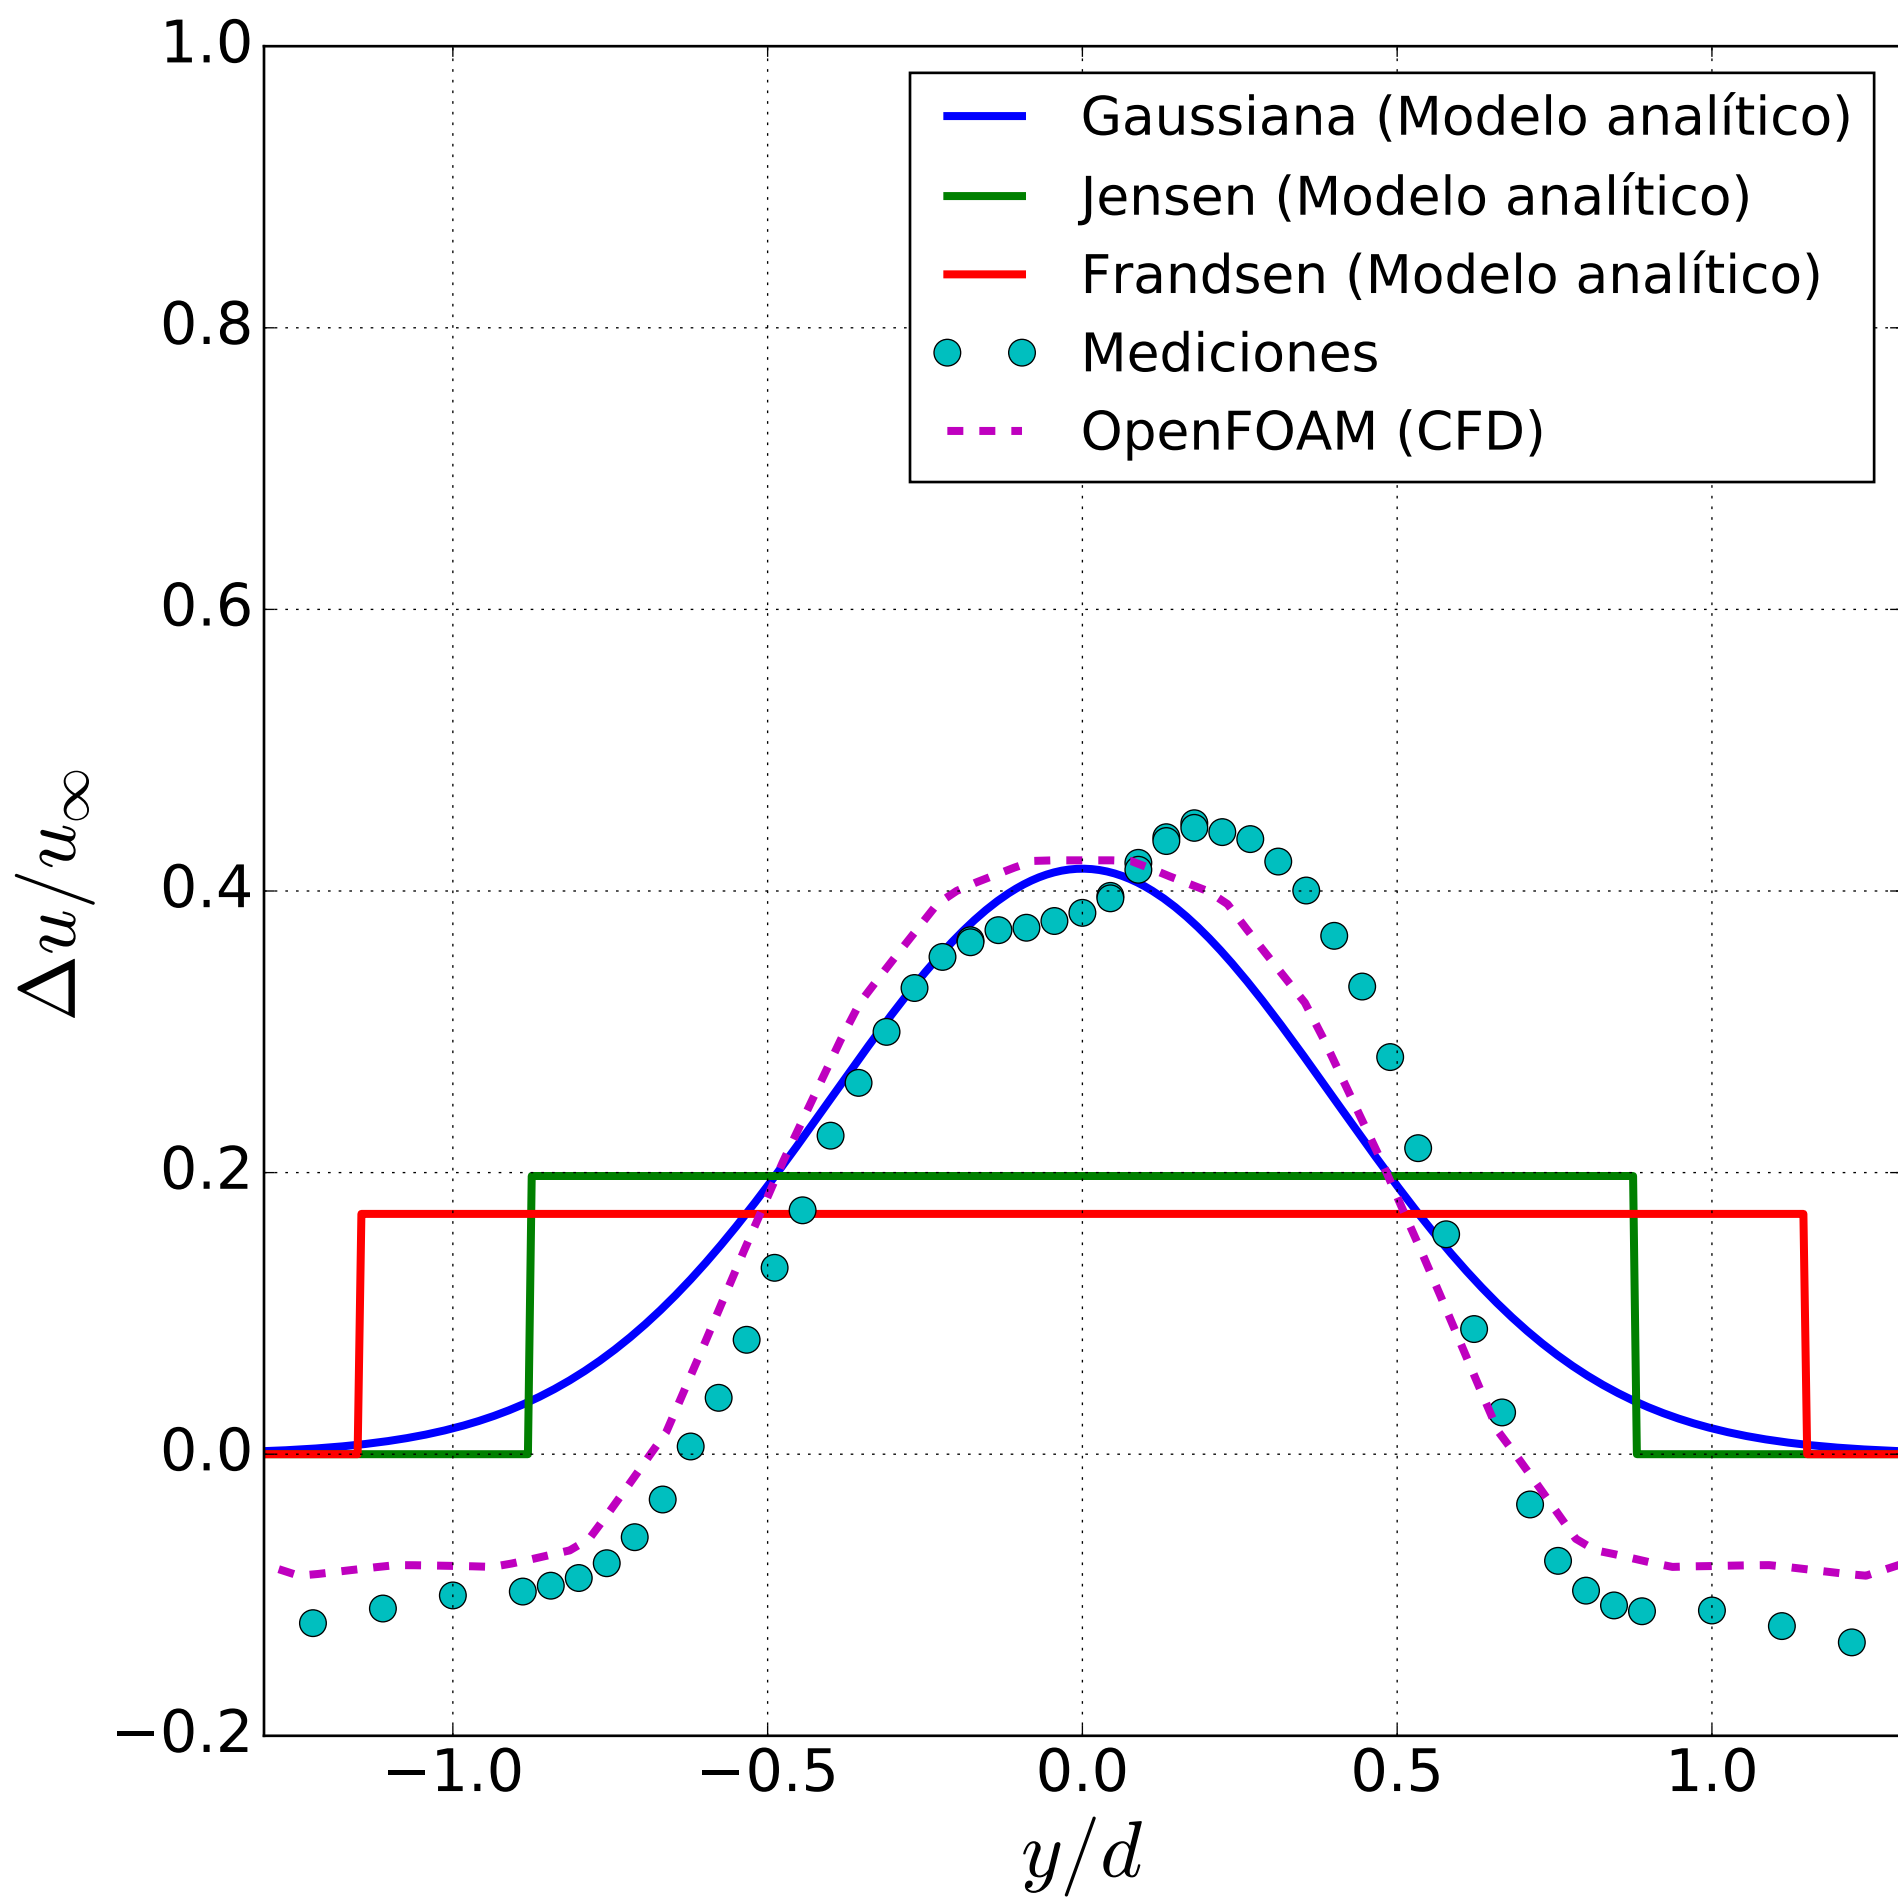 1.0
0.8
0.6
0.4
0.2
0.0
−0.2
−1.0 −0.5 0.0 0.5 1.0
y/d
Δu/u∞
Gaussiana (Modelo analítico)
Jensen (Modelo analítico)
Frandsen (Modelo analítico)
Mediciones
OpenFOAM (CFD)